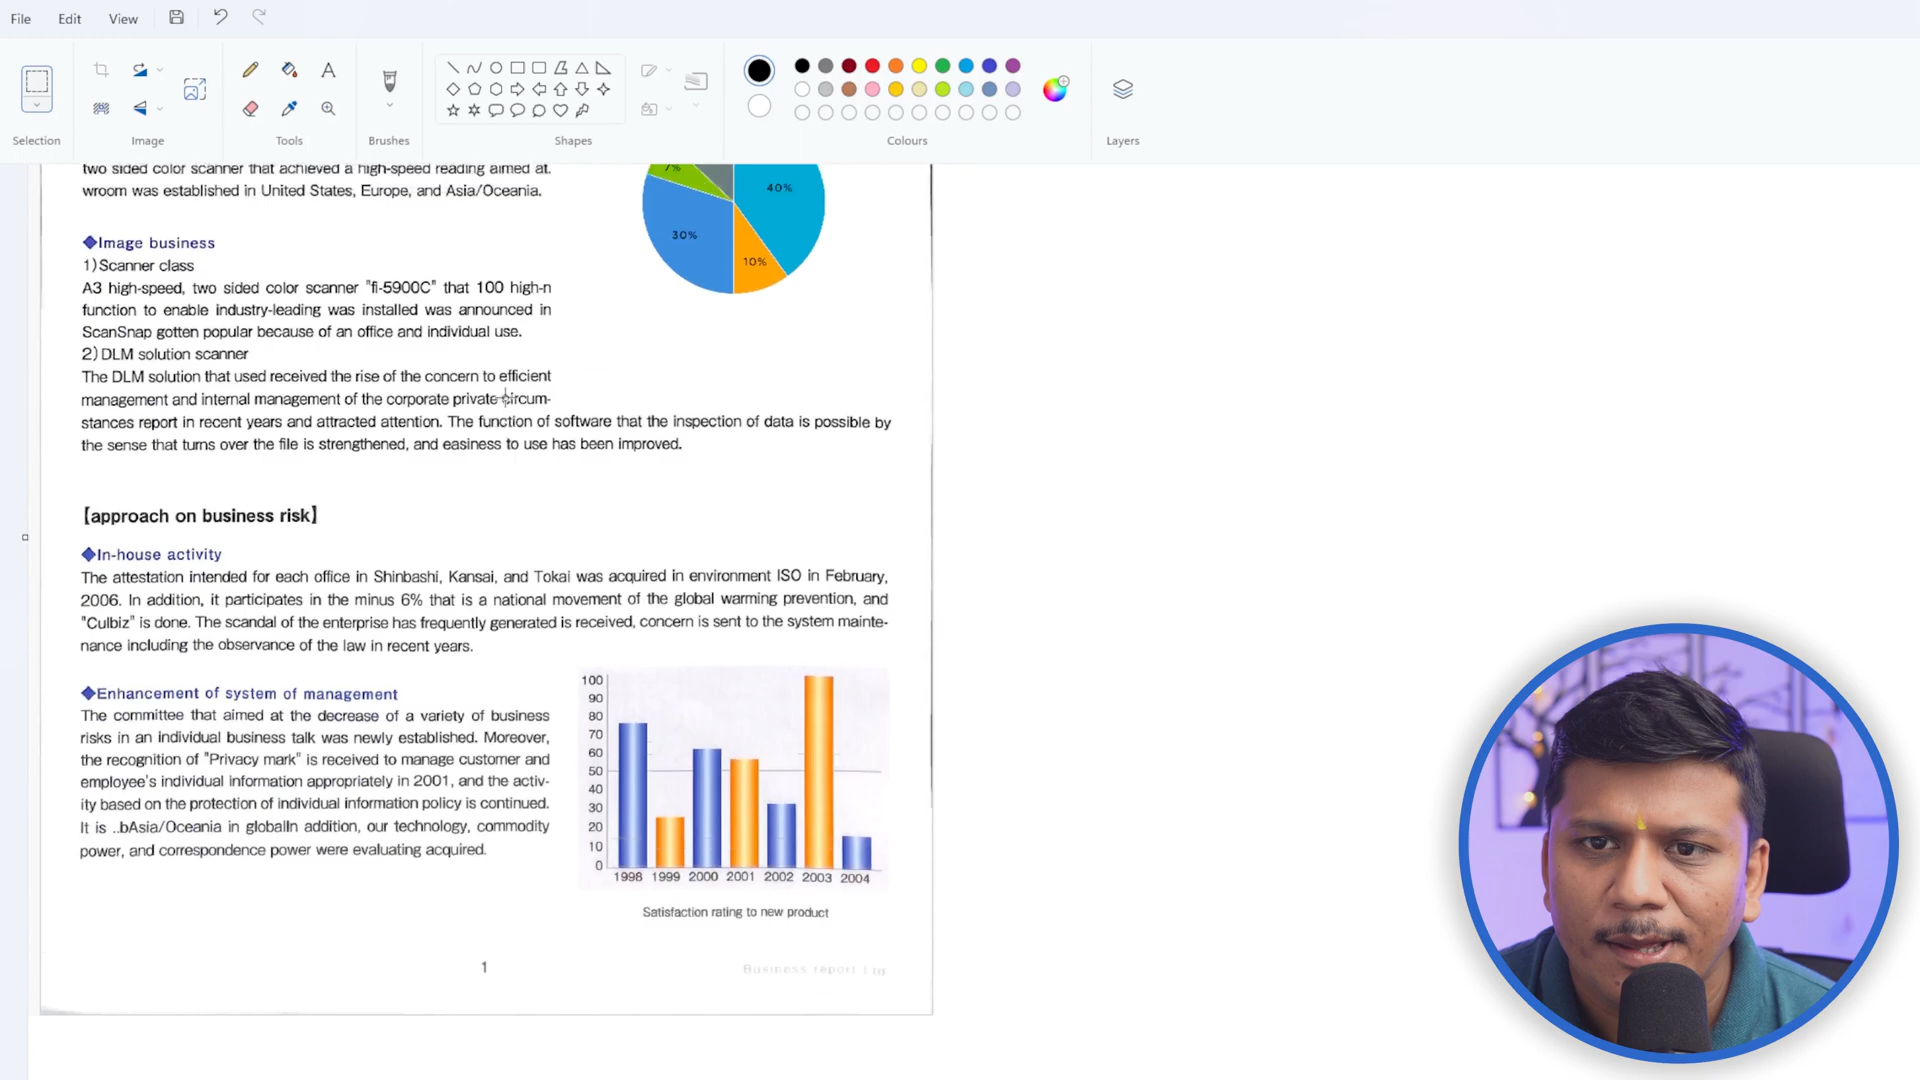 File Edit View
Selection Image Tools Brushes Shapes Colours Layers
two sided color scanner that achieved a high-speed reading aimed at.
wroom was established in United States, Europe, and Asia/Oceania.
7%
40%
30%
10%
◆Image business
1)Scanner class
A3 high-speed, two sided color scanner "fi-5900C" that 100 high-n
function to enable industry-leading was installed was announced in
ScanSnap gotten popular because of an office and individual use.
2)DLM solution scanner
The DLM solution that used received the rise of the concern to efficient
management and internal management of the corporate private circum-
stances report in recent years and attracted attention. The function of software that the inspection of data is possible by
the sense that turns over the file is strengthened, and easiness to use has been improved.
【approach on business risk】
◆In-house activity
The attestation intended for each office in Shinbashi, Kansai, and Tokai was acquired in environment ISO in February,
2006. In addition, it participates in the minus 6% that is a national movement of the global warming prevention, and
"Culbiz" is done. The scandal of the enterprise has frequently generated is received, concern is sent to the system mainte-
nance including the observance of the law in recent years.
◆Enhancement of system of management
The committee that aimed at the decrease of a variety of business
risks in an individual business talk was newly established. Moreover,
the recognition of "Privacy mark" is received to manage customer and
employee's individual information appropriately in 2001, and the activ-
ity based on the protection of individual information policy is continued.
It is ..bAsia/Oceania in globalIn addition, our technology, commodity
power, and correspondence power were evaluating acquired.
100
90
80
70
60
50
40
30
20
10
0
1998 1999 2000 2001 2002 2003 2004
Satisfaction rating to new product
1
Business report